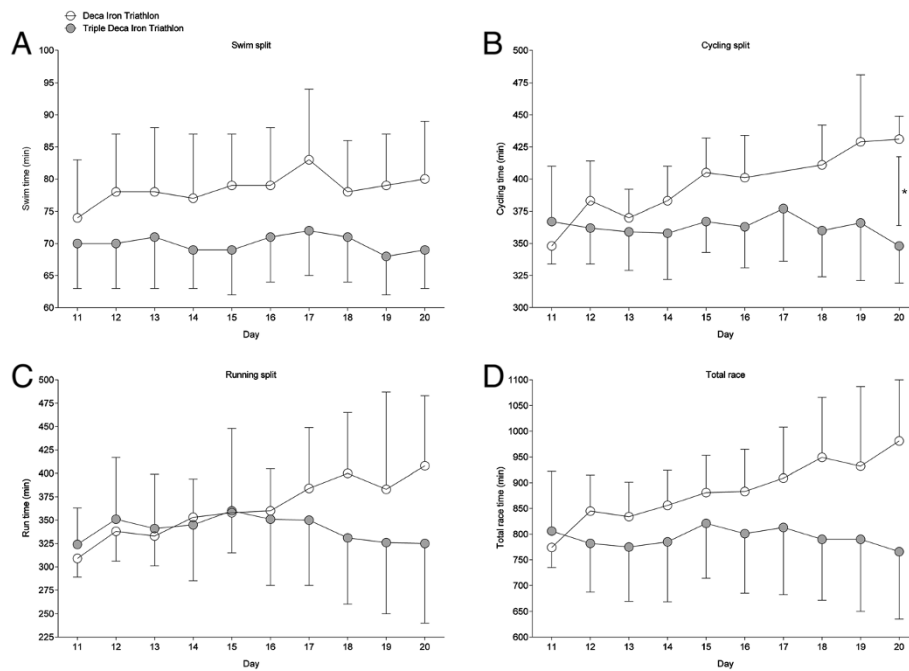 Deca Iron Triathlon
Triple Deca Iron Triathlon
A
Swim split
100
95
90
85
80
75
70
65
60
Swim time (min)
11 12 13 14 15 16 17 18 19 20
Day
B
Cycling split
500
475
450
425
400
375
350
325
300
Cycling time (min)
*
11 12 13 14 15 16 17 18 19 20
Day
C
Running split
500
475
450
425
400
375
350
325
300
275
250
225
Run time (min)
11 12 13 14 15 16 17 18 19 20
Day
D
Total race
1100
1050
1000
950
900
850
800
750
700
650
600
Total race time (min)
11 12 13 14 15 16 17 18 19 20
Day